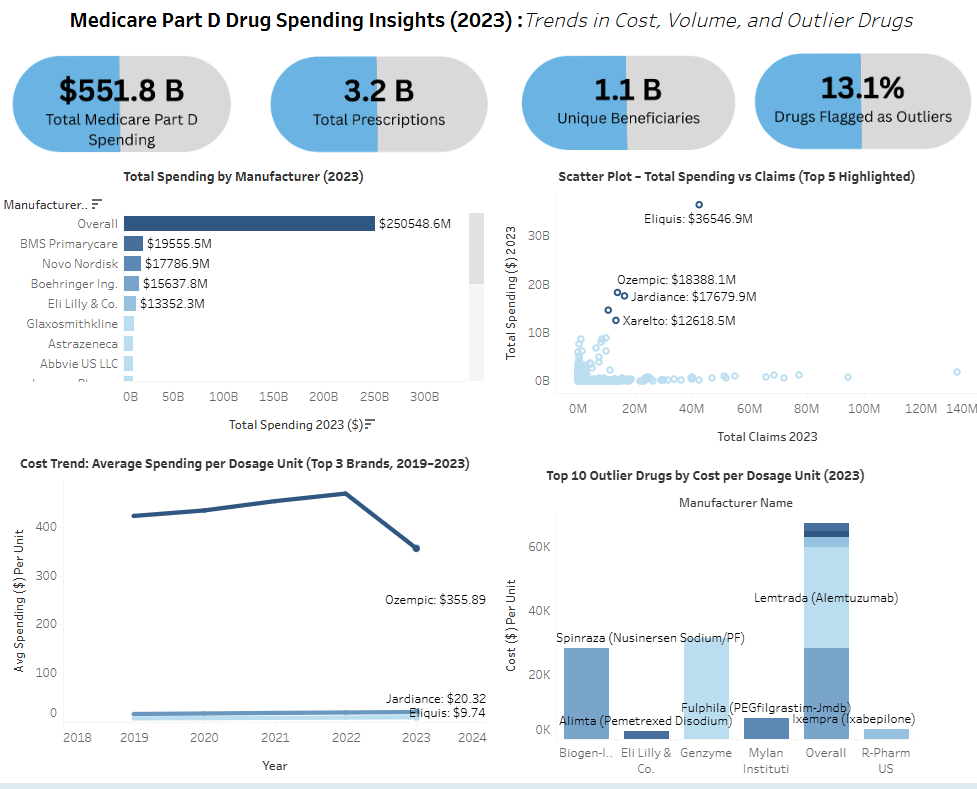 Medicare Part D Drug Spending Insights (2023) :Trends in Cost, Volume, and Outlier Drugs
$551.8 B
Total Medicare Part D
Spending
3.2 B
Total Prescriptions
1.1 B
Unique Beneficiaries
13.1%
Drugs Flagged as Outliers
Total Spending by Manufacturer (2023)
Manufacturer..
Overall
$250548.6M
BMS Primarycare
$19555.5M
Novo Nordisk
$17786.9M
Boehringer Ing.
$15637.8M
Eli Lilly & Co.
$13352.3M
Glaxosmithkline
Astrazeneca
Abbvie US LLC
0B
50B
100B
150B
200B
250B
300B
Total Spending 2023 ($)
Scatter Plot – Total Spending vs Claims (Top 5 Highlighted)
Total Spending ($) 2023
30B
20B
10B
0B
Eliquis: $36546.9M
Ozempic: $18388.1M
Jardiance: $17679.9M
Xarelto: $12618.5M
0M
20M
40M
60M
80M
100M
120M
140M
Total Claims 2023
Cost Trend: Average Spending per Dosage Unit (Top 3 Brands, 2019–2023)
Avg Spending ($) Per Unit
400
300
200
100
0
Ozempic: $355.89
Jardiance: $20.32
Eliquis: $9.74
2018
2019
2020
2021
2022
2023
2024
Year
Top 10 Outlier Drugs by Cost per Dosage Unit (2023)
Manufacturer Name
Cost ($) Per Unit
60K
40K
20K
0K
Lemtrada (Alemtuzumab)
Spinraza (Nusinersen Sodium/PF)
Fulphila (PEGfilgrastim-Jmdb)
Alimta (Pemetrexed Disodium)
Ixempra (Ixabepilone)
Biogen-I..
Eli Lilly &
Co.
Genzyme
Mylan
Instituti
Overall
R-Pharm
US